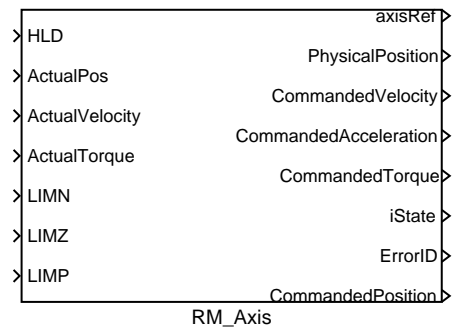 axisRef
HLD
PhysicalPosition
ActualPos
CommandedVelocity
ActualVelocity
CommandedAcceleration
ActualTorque
CommandedTorque
LIMN
iState
LIMZ
ErrorID
LIMP
CommandedPosition
RM_Axis